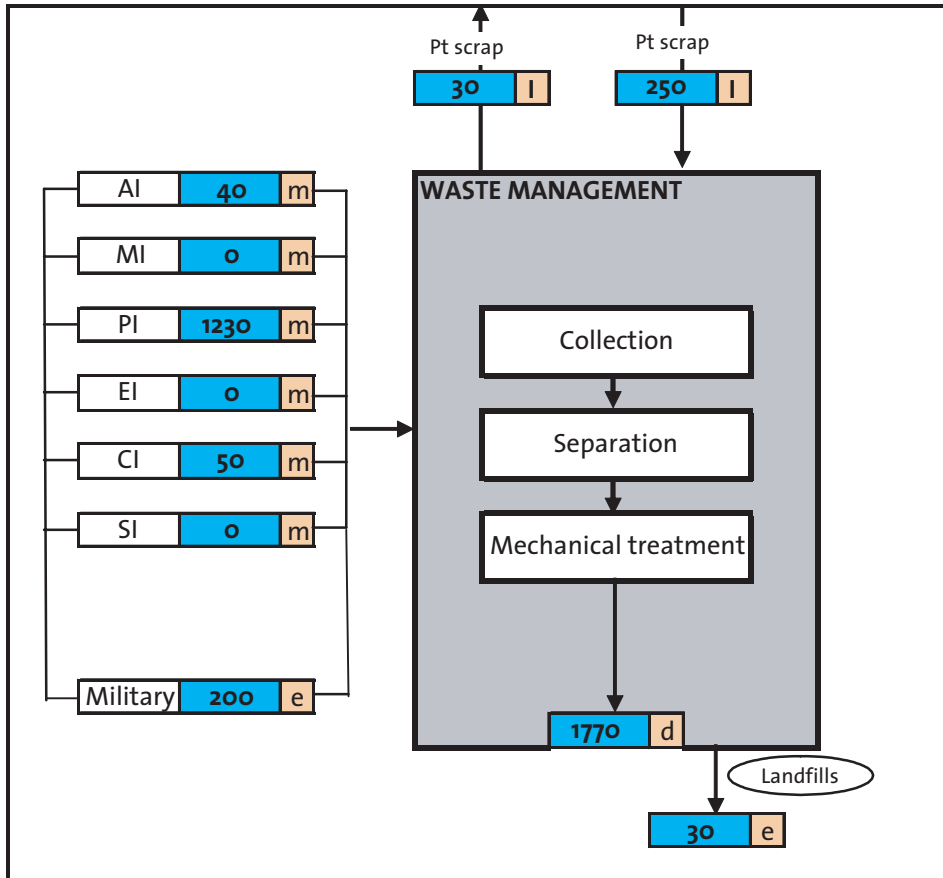 Pt scrap
30 l
Pt scrap
250 l
AI 40 m
MI 0 m
PI 1230 m
EI 0 m
CI 50 m
SI 0 m
Military 200 e
WASTE MANAGEMENT
Collection
Separation
Mechanical treatment
1770 d
Landfills
30 e